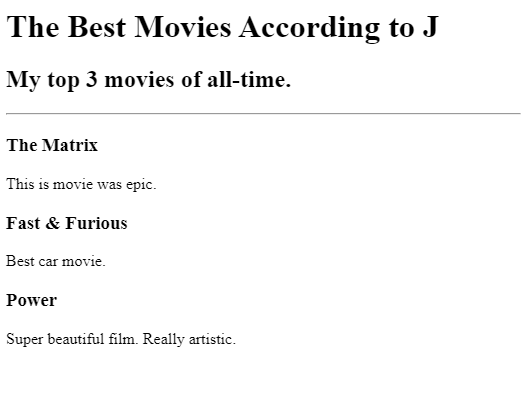 The Best Movies According to J
My top 3 movies of all-time.
The Matrix
This is movie was epic.
Fast & Furious
Best car movie.
Power
Super beautiful film. Really artistic.